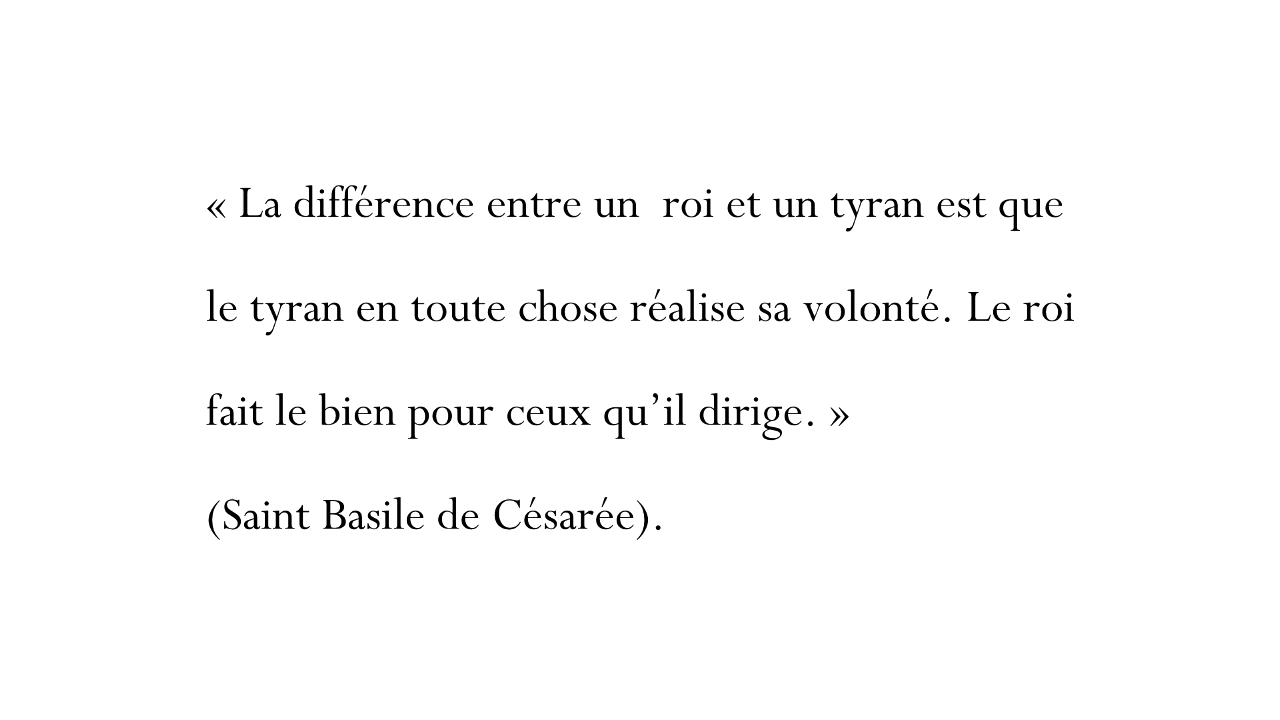 « La différence entre un  roi et un tyran est que
le tyran en toute chose réalise sa volonté. Le roi
fait le bien pour ceux qu’il dirige. »
(Saint Basile de Césarée).